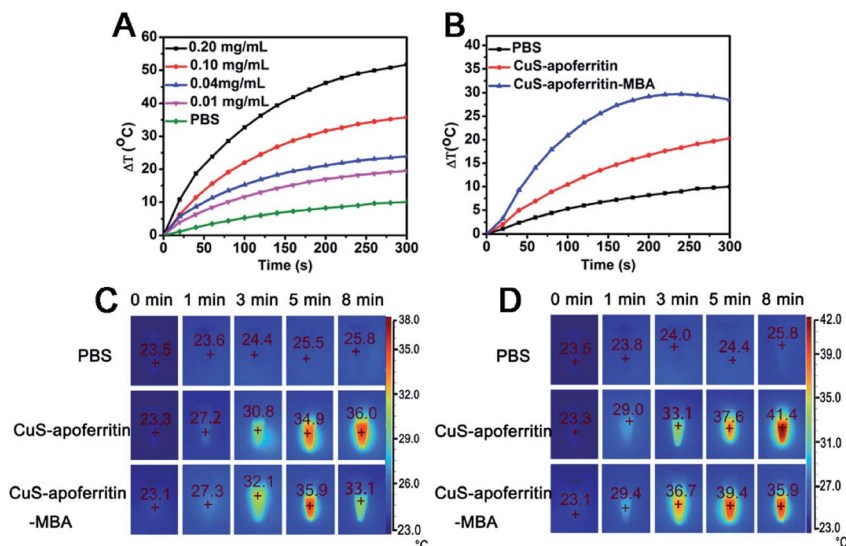 A
0.20 mg/mL
0.10 mg/mL
0.04mg/mL
0.01 mg/mL
PBS
ΔT (°C)
60
50
40
30
20
10
0
0 50 100 150 200 250 300
Time (s)
B
PBS
CuS-apoferritin
CuS-apoferritin-MBA
ΔT(°C)
40
35
30
25
20
15
10
5
0
0 50 100 150 200 250 300
Time (s)
C
0 min 1 min 3 min 5 min 8 min
PBS
23.5 23.6 24.4 25.5 25.8
CuS-apoferritin
23.3 27.2 30.8 34.9 36.0
CuS-apoferritin
-MBA
23.1 27.3 32.1 35.9 33.1
38.0
35.0
32.0
29.0
26.0
23.0
°C
D
0 min 1 min 3 min 5 min 8 min
PBS
23.5 23.8 24.0 24.4 25.8
CuS-apoferritin
23.3 29.0 33.1 37.6 41.4
CuS-apoferritin
-MBA
23.1 29.4 36.7 39.4 35.9
42.0
39.0
36.0
33.0
30.0
27.0
23.0
°C